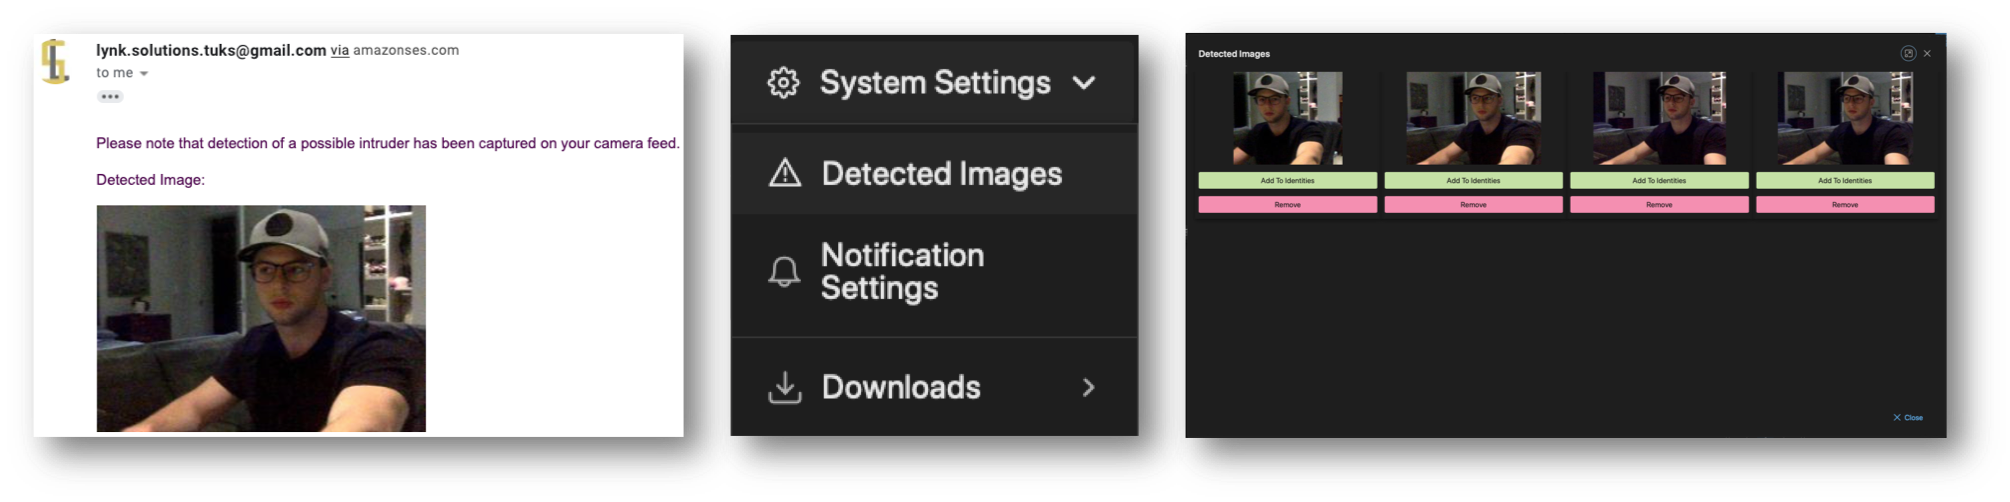 lynk.solutions.tuks@gmail.com via amazonses.com
to me
Please note that detection of a possible intruder has been captured on your camera feed.
Detected Image:
System Settings
Detected Images
Notification
Settings
Downloads
Detected Images
Add To Identities Add To Identities Add To Identities Add To Identities
Remove Remove Remove Remove
Close